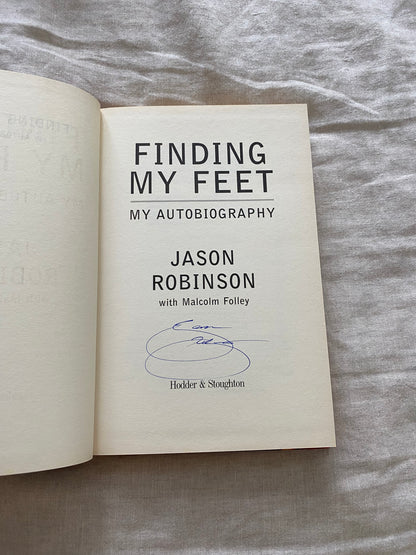 FINDING
MY FEET
MY AUTOBIOGRAPHY
JASON
ROBINSON
with Malcolm Folley
Hodder & Stoughton